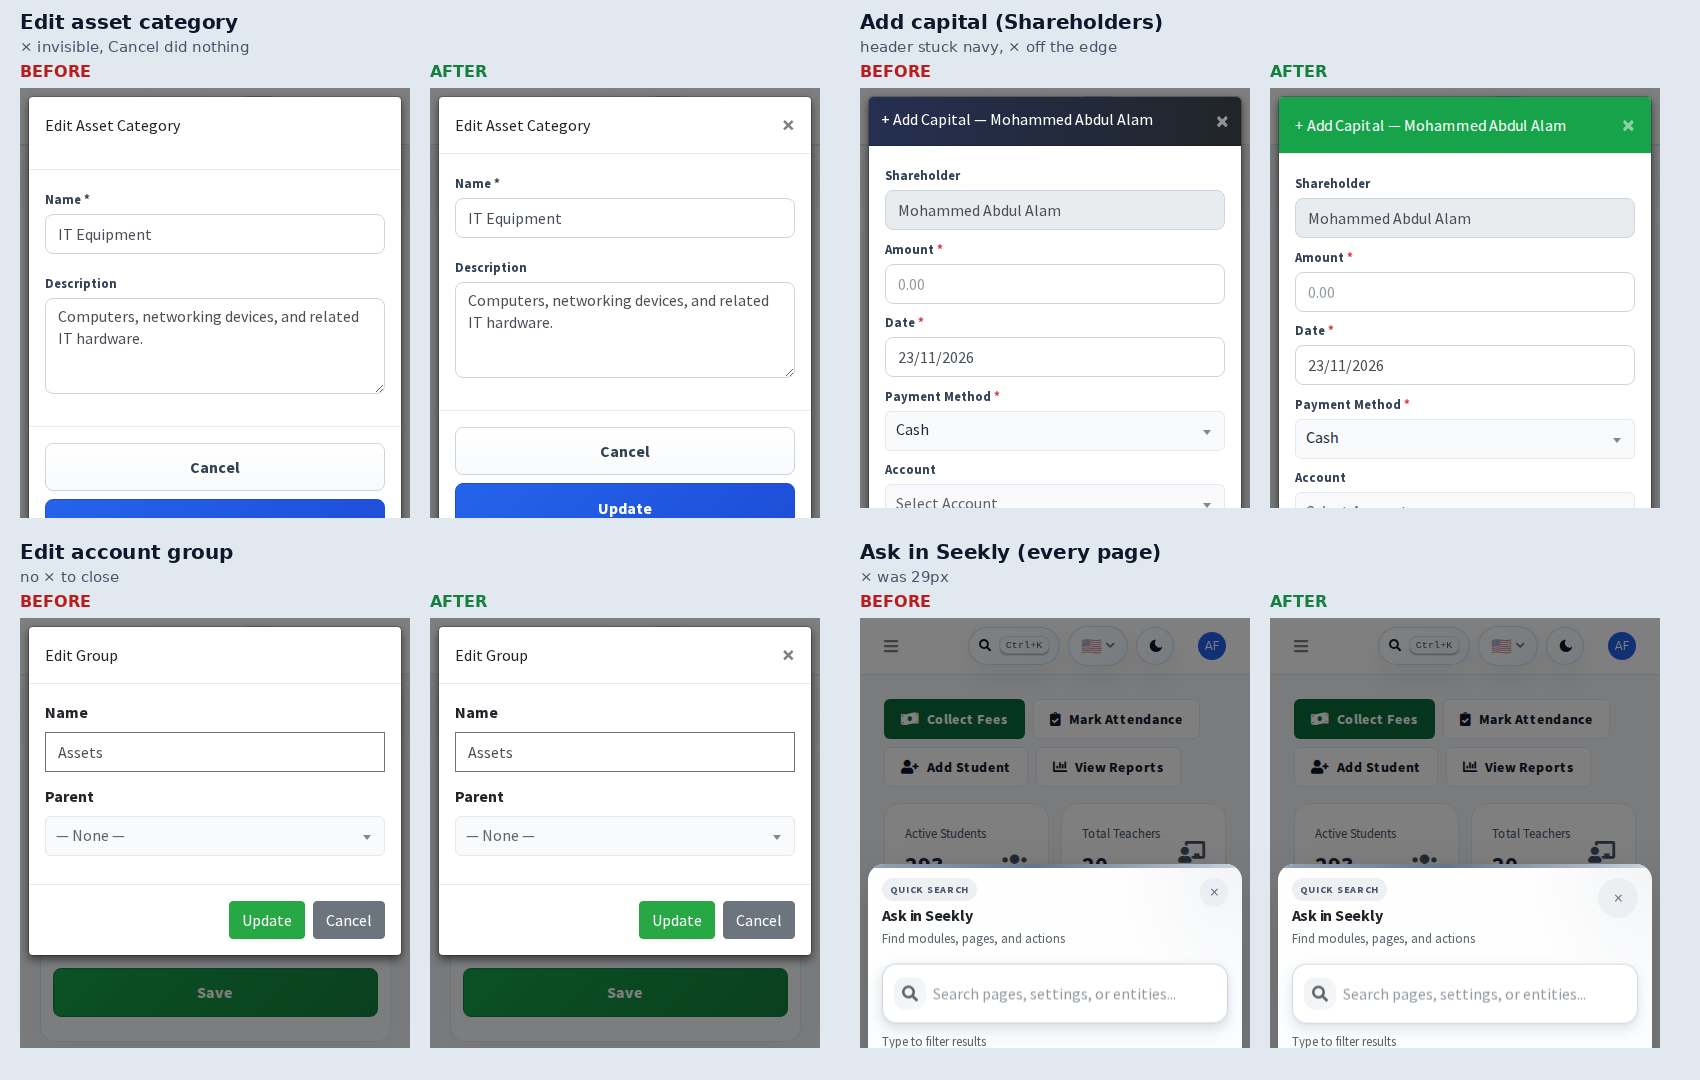 Edit asset category
× invisible, Cancel did nothing
BEFORE
Edit Asset Category
Name *
IT Equipment
Description
Computers, networking devices, and related
IT hardware.
Cancel
AFTER
Edit Asset Category
×
Name *
IT Equipment
Description
Computers, networking devices, and related
IT hardware.
Cancel
Update
Add capital (Shareholders)
header stuck navy, × off the edge
BEFORE
+ Add Capital — Mohammed Abdul Alam
×
Shareholder
Mohammed Abdul Alam
Amount *
0.00
Date *
23/11/2026
Payment Method *
Cash
Account
Select Account
AFTER
+ Add Capital — Mohammed Abdul Alam
×
Shareholder
Mohammed Abdul Alam
Amount *
0.00
Date *
23/11/2026
Payment Method *
Cash
Account
Edit account group
no × to close
BEFORE
Edit Group
Name
Assets
Parent
— None —
Update
Cancel
Save
AFTER
Edit Group
×
Name
Assets
Parent
— None —
Update
Cancel
Save
Ask in Seekly (every page)
× was 29px
BEFORE
Ctrl+K
AF
Collect Fees
Mark Attendance
Add Student
View Reports
Active Students
Total Teachers
QUICK SEARCH
×
Ask in Seekly
Find modules, pages, and actions
Search pages, settings, or entities...
Type to filter results
AFTER
Ctrl+K
AF
Collect Fees
Mark Attendance
Add Student
View Reports
Active Students
Total Teachers
QUICK SEARCH
×
Ask in Seekly
Find modules, pages, and actions
Search pages, settings, or entities...
Type to filter results